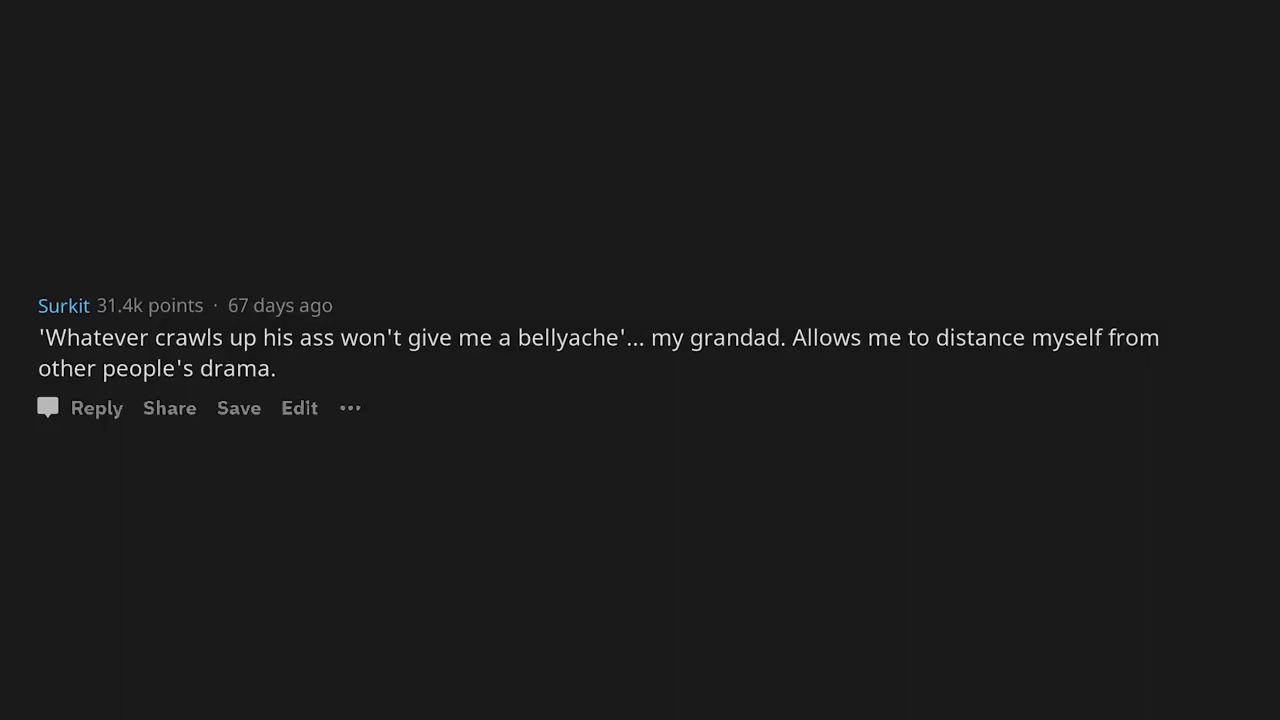 Surkit 31.4k points · 67 days ago
'Whatever crawls up his ass won't give me a bellyache'... my grandad. Allows me to distance myself from
other people's drama.
Reply Share Save Edit •••